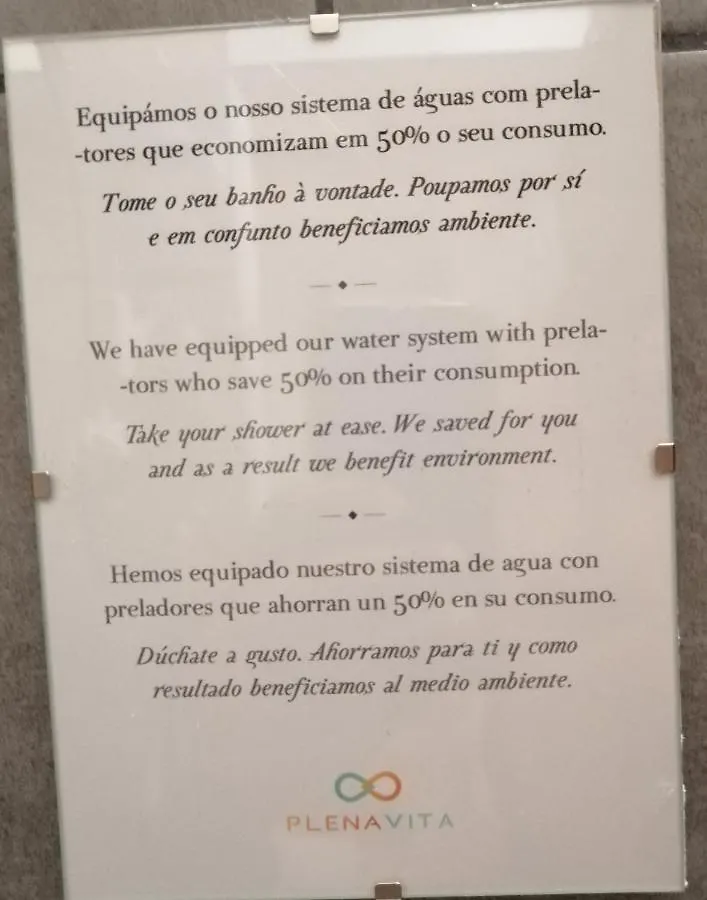 Equipámos o nosso sistema de águas com prela-
-tores que economizam em 50% o seu consumo.
Tome o seu banho à vontade. Poupamos por sí
e em confunto beneficiamos ambiente.
We have equipped our water system with prela-
-tors who save 50% on their consumption.
Take your shower at ease. We saved for you
and as a result we benefit environment.
Hemos equipado nuestro sistema de agua con
preladores que ahorran un 50% en su consumo.
Dúchate a gusto. Ahorramos para ti y como
resultado beneficiamos al medio ambiente.
PLENAVITA